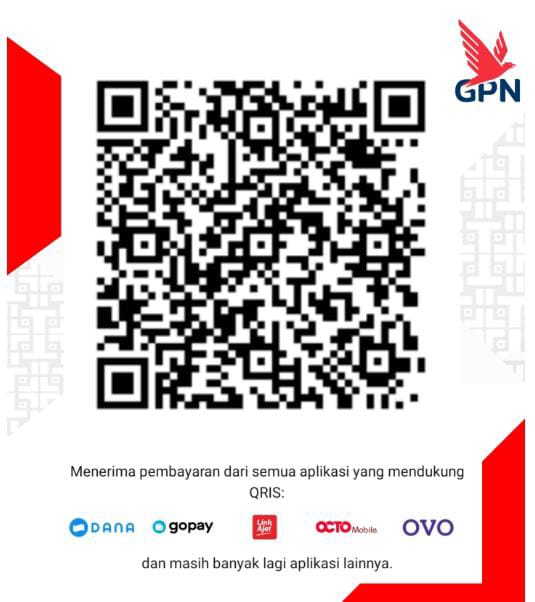 GPN
Menerima pembayaran dari semua aplikasi yang mendukung
QRIS:
DANA gopay Link Aja! OCTO Mobile OVO
dan masih banyak lagi aplikasi lainnya.